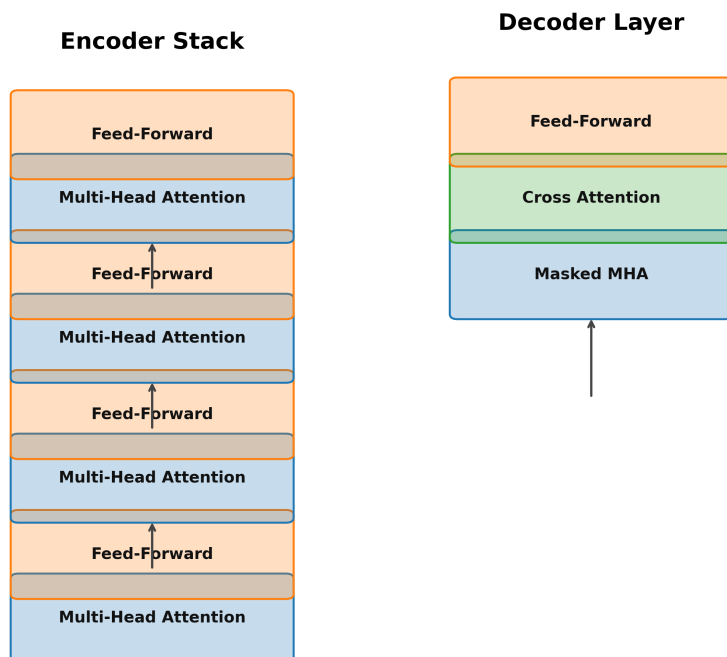 Encoder Stack
Feed-Forward
Multi-Head Attention
Feed-Forward
Multi-Head Attention
Feed-Forward
Multi-Head Attention
Feed-Forward
Multi-Head Attention
Decoder Layer
Feed-Forward
Cross Attention
Masked MHA